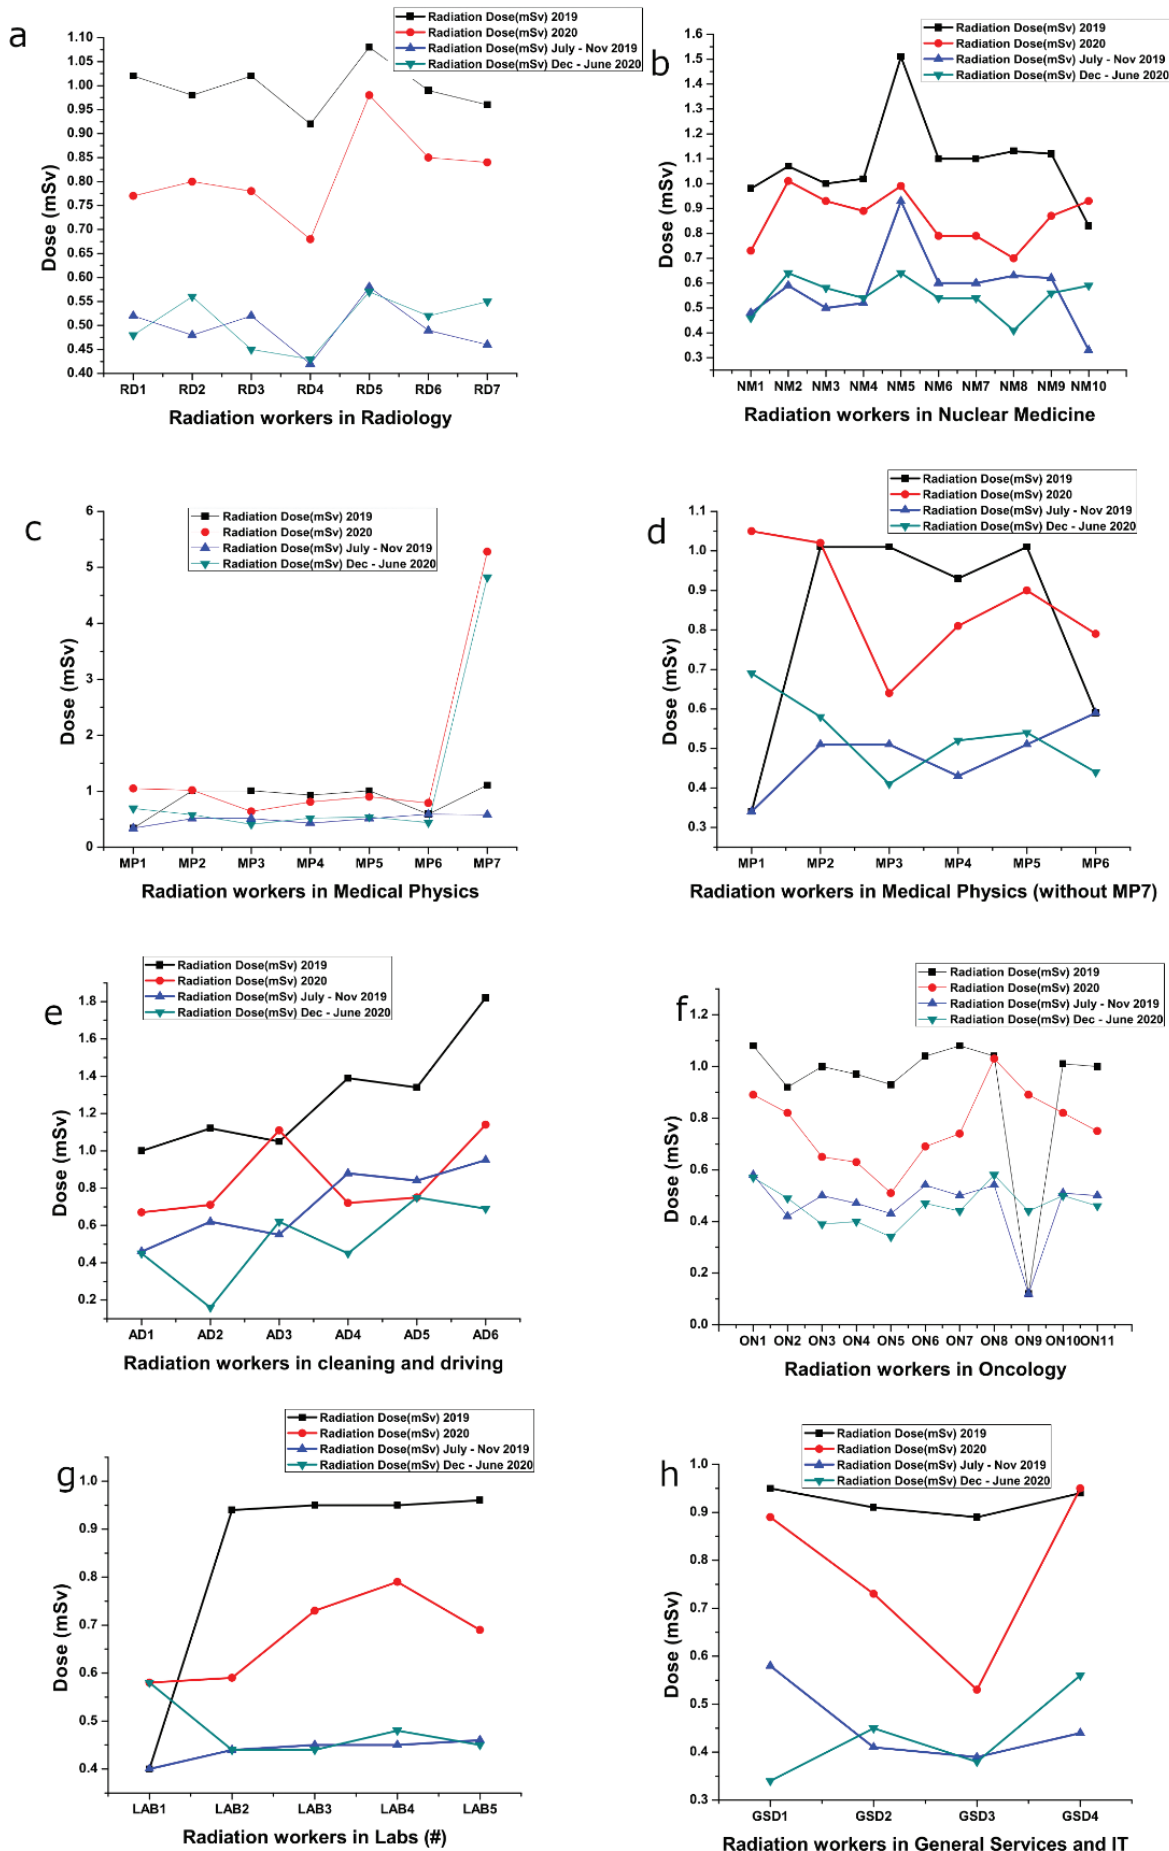 a
Radiation Dose(mSv) 2019
Radiation Dose(mSv) 2020
Radiation Dose(mSv) July - Nov 2019
Radiation Dose(mSv) Dec - June 2020
1.10
1.05
1.00
0.95
0.90
0.85
0.80
0.75
0.70
0.65
0.60
0.55
0.50
0.45
0.40
Dose (mSv)
RD1 RD2 RD3 RD4 RD5 RD6 RD7
Radiation workers in Radiology
b
Radiation Dose(mSv) 2019
Radiation Dose(mSv) 2020
Radiation Dose(mSv) July - Nov 2019
Radiation Dose(mSv) Dec - June 2020
1.6
1.5
1.4
1.3
1.2
1.1
1.0
0.9
0.8
0.7
0.6
0.5
0.4
0.3
Dose (mSv)
NM1 NM2 NM3 NM4 NM5 NM6 NM7 NM8 NM9 NM10
Radiation workers in Nuclear Medicine
c
Radiation Dose(mSv) 2019
Radiation Dose(mSv) 2020
Radiation Dose(mSv) July - Nov 2019
Radiation Dose(mSv) Dec - June 2020
6
5
4
3
2
1
0
Dose (mSv)
MP1 MP2 MP3 MP4 MP5 MP6 MP7
Radiation workers in Medical Physics
d
Radiation Dose(mSv) 2019
Radiation Dose(mSv) 2020
Radiation Dose(mSv) July - Nov 2019
Radiation Dose(mSv) Dec - June 2020
1.1
1.0
0.9
0.8
0.7
0.6
0.5
0.4
0.3
Dose (mSv)
MP1 MP2 MP3 MP4 MP5 MP6
Radiation workers in Medical Physics (without MP7)
e
Radiation Dose(mSv) 2019
Radiation Dose(mSv) 2020
Radiation Dose(mSv) July - Nov 2019
Radiation Dose(mSv) Dec - June 2020
1.8
1.6
1.4
1.2
1.0
0.8
0.6
0.4
0.2
Dose (mSv)
AD1 AD2 AD3 AD4 AD5 AD6
Radiation workers in cleaning and driving
f
Radiation Dose(mSv) 2019
Radiation Dose(mSv) 2020
Radiation Dose(mSv) July - Nov 2019
Radiation Dose(mSv) Dec - June 2020
1.2
1.0
0.8
0.6
0.4
0.2
0.0
Dose (mSv)
ON1 ON2 ON3 ON4 ON5 ON6 ON7 ON8 ON9 ON10 ON11
Radiation workers in Oncology
g
Radiation Dose(mSv) 2019
Radiation Dose(mSv) 2020
Radiation Dose(mSv) July - Nov 2019
Radiation Dose(mSv) Dec - June 2020
1.0
0.9
0.8
0.7
0.6
0.5
0.4
Dose (mSv)
LAB1 LAB2 LAB3 LAB4 LAB5
Radiation workers in Labs (#)
h
Radiation Dose(mSv) 2019
Radiation Dose(mSv) 2020
Radiation Dose(mSv) July - Nov 2019
Radiation Dose(mSv) Dec - June 2020
1.0
0.9
0.8
0.7
0.6
0.5
0.4
0.3
Dose (mSv)
GSD1 GSD2 GSD3 GSD4
Radiation workers in General Services and IT